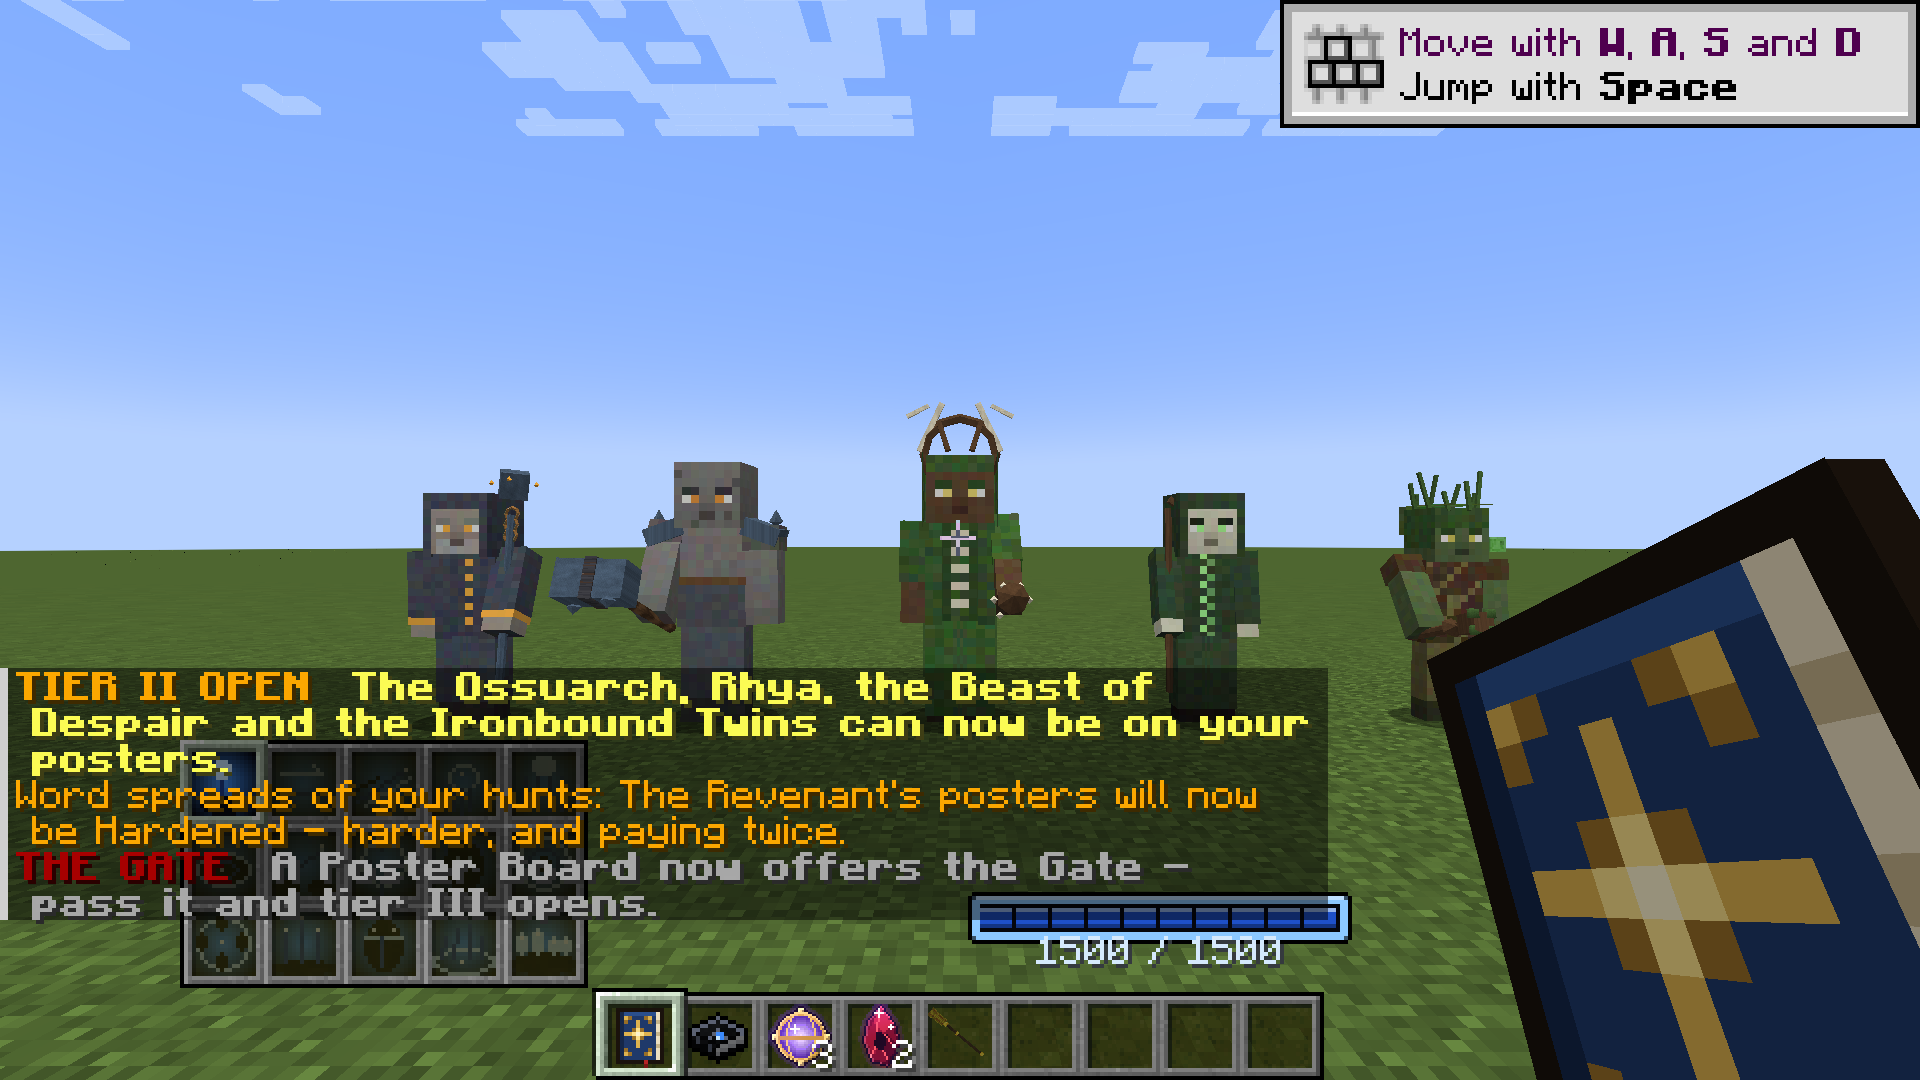 Move with W, A, S and D
Jump with Space
TIER II OPEN  The Ossuarch, Rhya, the Beast of
Despair and the Ironbound Twins can now be on your
posters.
Word spreads of your hunts: The Revenant's posters will now
be Hardened – harder, and paying twice.
THE GATE  A Poster Board now offers the Gate –
pass it and tier III opens.
1500 / 1500
3
2